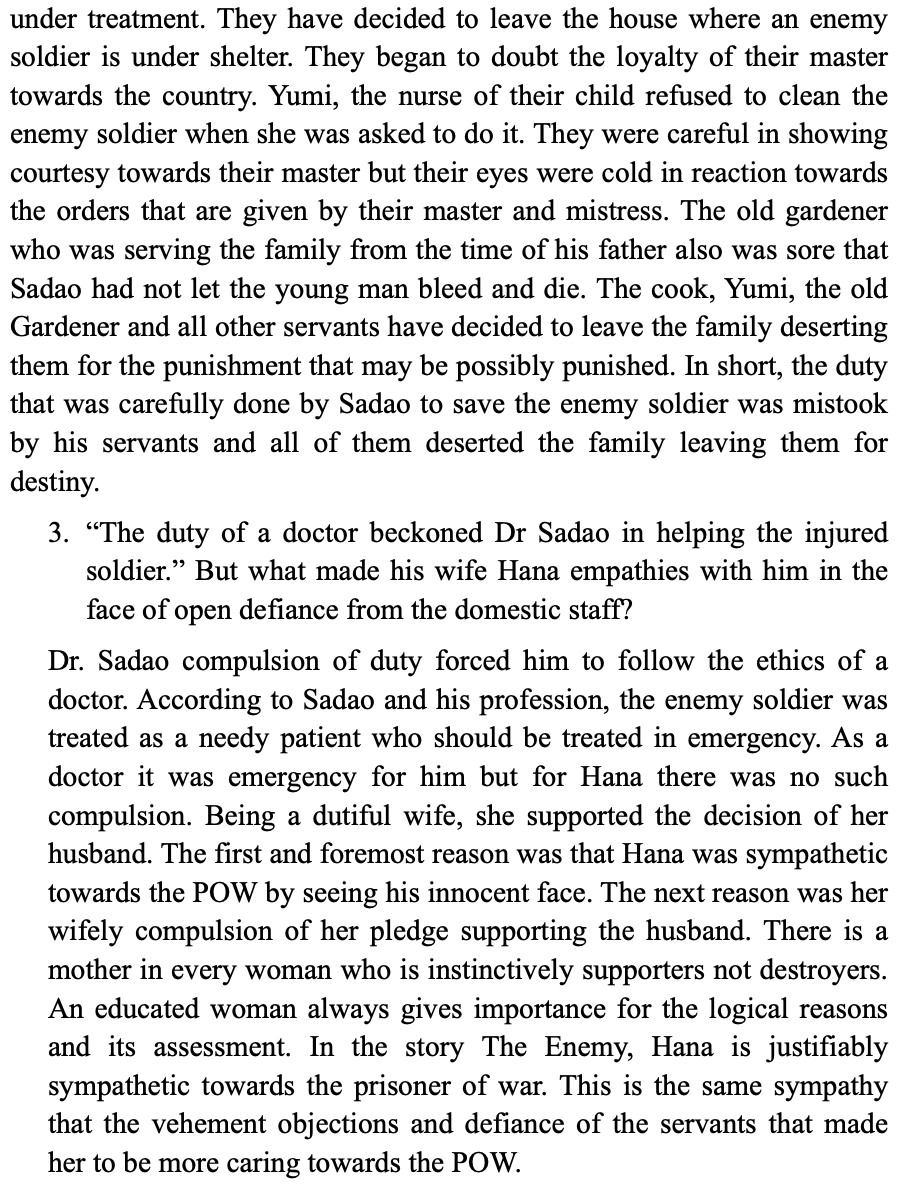 under treatment. They have decided to leave the house where an enemy
soldier is under shelter. They began to doubt the loyalty of their master
towards the country. Yumi, the nurse of their child refused to clean the
enemy soldier when she was asked to do it. They were careful in showing
courtesy towards their master but their eyes were cold in reaction towards
the orders that are given by their master and mistress. The old gardener
who was serving the family from the time of his father also was sore that
Sadao had not let the young man bleed and die. The cook, Yumi, the old
Gardener and all other servants have decided to leave the family deserting
them for the punishment that may be possibly punished. In short, the duty
that was carefully done by Sadao to save the enemy soldier was mistook
by his servants and all of them deserted the family leaving them for
destiny.
3. “The duty of a doctor beckoned Dr Sadao in helping the injured
soldier.” But what made his wife Hana empathies with him in the
face of open defiance from the domestic staff?
Dr. Sadao compulsion of duty forced him to follow the ethics of a
doctor. According to Sadao and his profession, the enemy soldier was
treated as a needy patient who should be treated in emergency. As a
doctor it was emergency for him but for Hana there was no such
compulsion. Being a dutiful wife, she supported the decision of her
husband. The first and foremost reason was that Hana was sympathetic
towards the POW by seeing his innocent face. The next reason was her
wifely compulsion of her pledge supporting the husband. There is a
mother in every woman who is instinctively supporters not destroyers.
An educated woman always gives importance for the logical reasons
and its assessment. In the story The Enemy, Hana is justifiably
sympathetic towards the prisoner of war. This is the same sympathy
that the vehement objections and defiance of the servants that made
her to be more caring towards the POW.